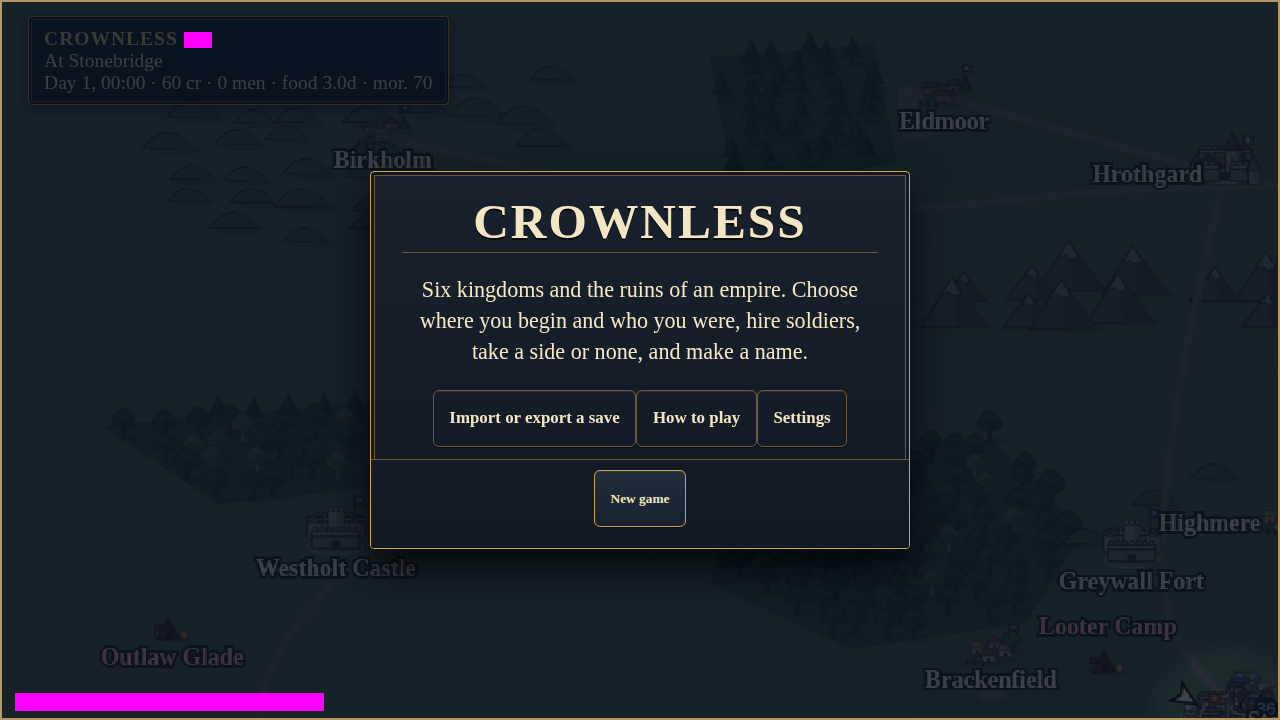 CROWNLESS
At Stonebridge
Day 1, 00:00 · 60 cr · 0 men · food 3.0d · mor. 70
Eldmoor
Birkholm
Hrothgard
CROWNLESS
Six kingdoms and the ruins of an empire. Choose
where you begin and who you were, hire soldiers,
take a side or none, and make a name.
Import or export a save
How to play
Settings
New game
Highmere
Westholt Castle
Greywall Fort
Looter Camp
Outlaw Glade
Brackenfield
36